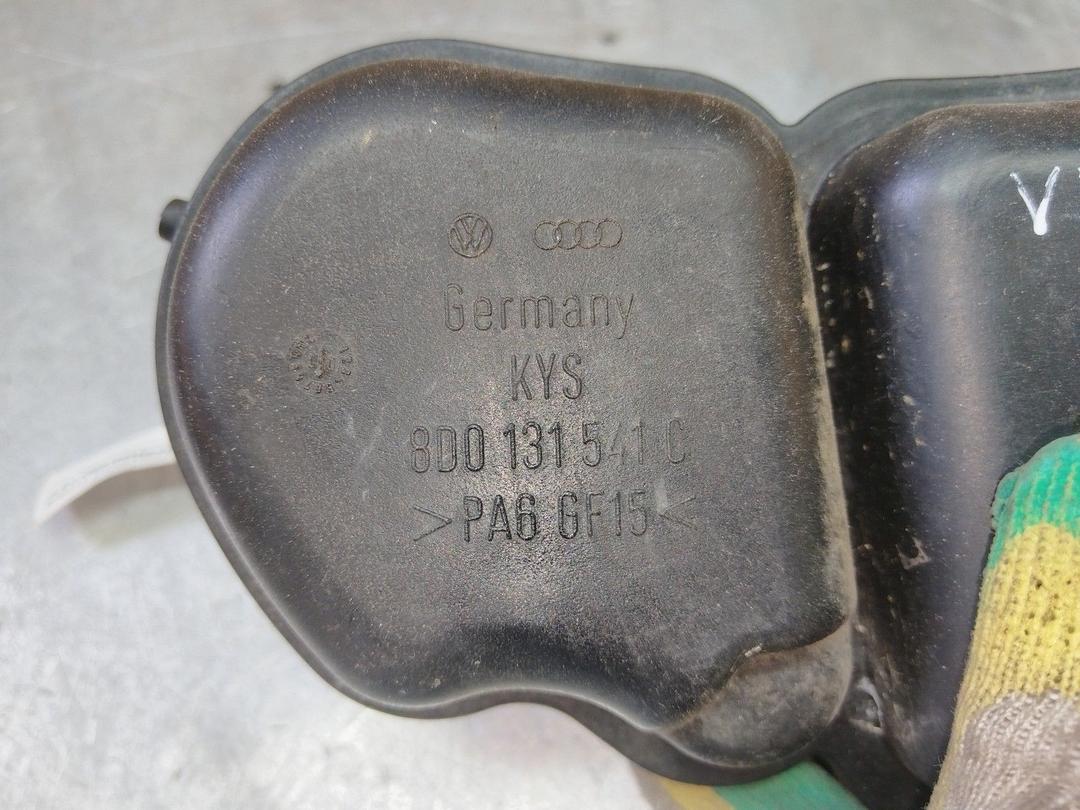 Germany
KYS
8D0 131 541 C
>PA6 GF15<